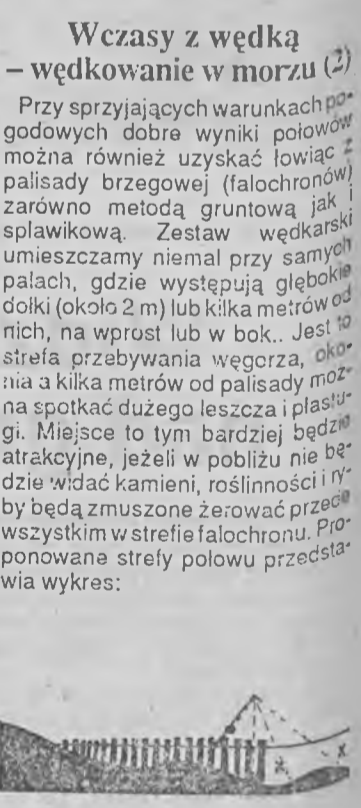 Wczasy z wędką
– wędkowanie w morzu (2)
Przy sprzyjających warunkach po-
godowych dobre wyniki połowów
można również uzyskać łowiąc z
palisady brzegowej (falochronów)
zarówno metodą gruntową jak i
spławikową. Zestaw wędkarski
umieszczamy niemal przy samych
palach, gdzie występują głębokie
dołki (około 2 m) lub kilka metrów od
nich, na wprost lub w bok.. Jest to
strefa przebywania węgorza, oko-
nia a kilka metrów od palisady moż-
na spotkać dużego leszcza i płastu-
gi. Miejsce to tym bardziej będzie
atrakcyjne, jeżeli w pobliżu nie bę-
dzie widać kamieni, roślinności i ry-
by będą zmuszone żerować przede
wszystkim w strefie falochronu. Pro-
ponowane strefy połowu przedsta-
wia wykres:
x
x